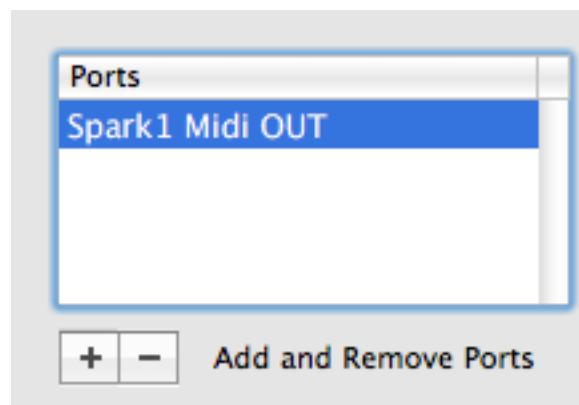 Ports
Spark1 Midi OUT
+ − Add and Remove Ports